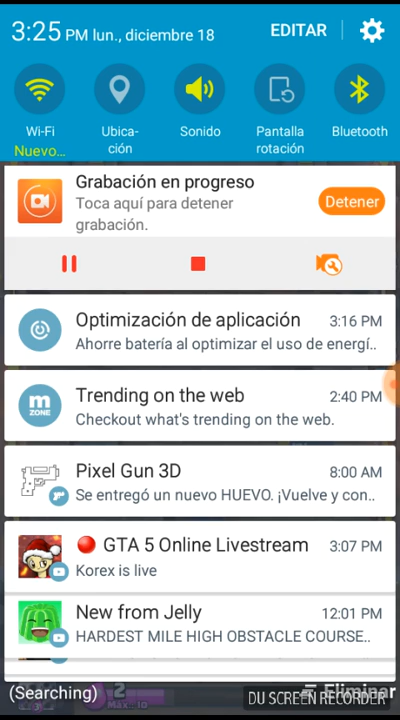 3:25 PM lun., diciembre 18 EDITAR
Wi-Fi Ubica- Sonido Pantalla Bluetooth
Nuevo... ción rotación
Grabación en progreso
Toca aquí para detener
grabación.
Detener
Optimización de aplicación 3:16 PM
Ahorre batería al optimizar el uso de energí..
m
ZONE
Trending on the web 2:40 PM
Checkout what's trending on the web.
Pixel Gun 3D 8:00 AM
Se entregó un nuevo HUEVO. ¡Vuelve y con..
GTA 5 Online Livestream 3:07 PM
Korex is live
New from Jelly 12:01 PM
HARDEST MILE HIGH OBSTACLE COURSE..
(Searching) 2 Eliminar
DU SCREEN RECORDER